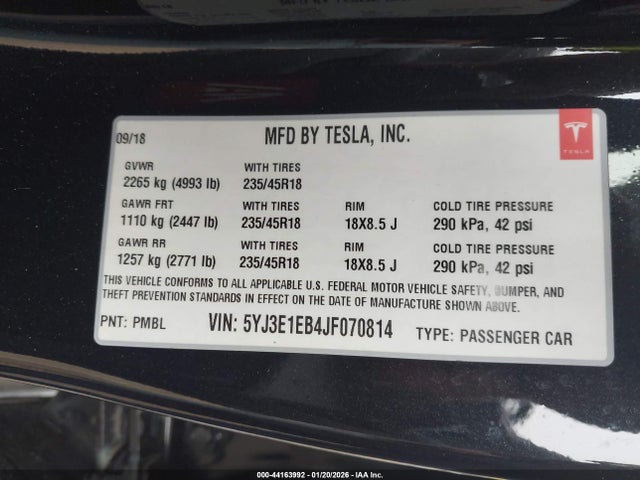 09/18 MFD BY TESLA, INC.
TESLA
GVWR WITH TIRES
2265 kg (4993 lb) 235/45R18
GAWR FRT WITH TIRES RIM COLD TIRE PRESSURE
1110 kg (2447 lb) 235/45R18 18X8.5 J 290 kPa, 42 psi
GAWR RR WITH TIRES RIM COLD TIRE PRESSURE
1257 kg (2771 lb) 235/45R18 18X8.5 J 290 kPa, 42 psi
THIS VEHICLE CONFORMS TO ALL APPLICABLE U.S. FEDERAL MOTOR VEHICLE SAFETY, BUMPER, AND
THEFT PREVENTION STANDARDS IN EFFECT ON THE DATE OF MANUFACTURE SHOWN ABOVE.
PNT: PMBL VIN: 5YJ3E1EB4JF070814 TYPE: PASSENGER CAR
000-44163992 - 01/20/2026 - IAA Inc.